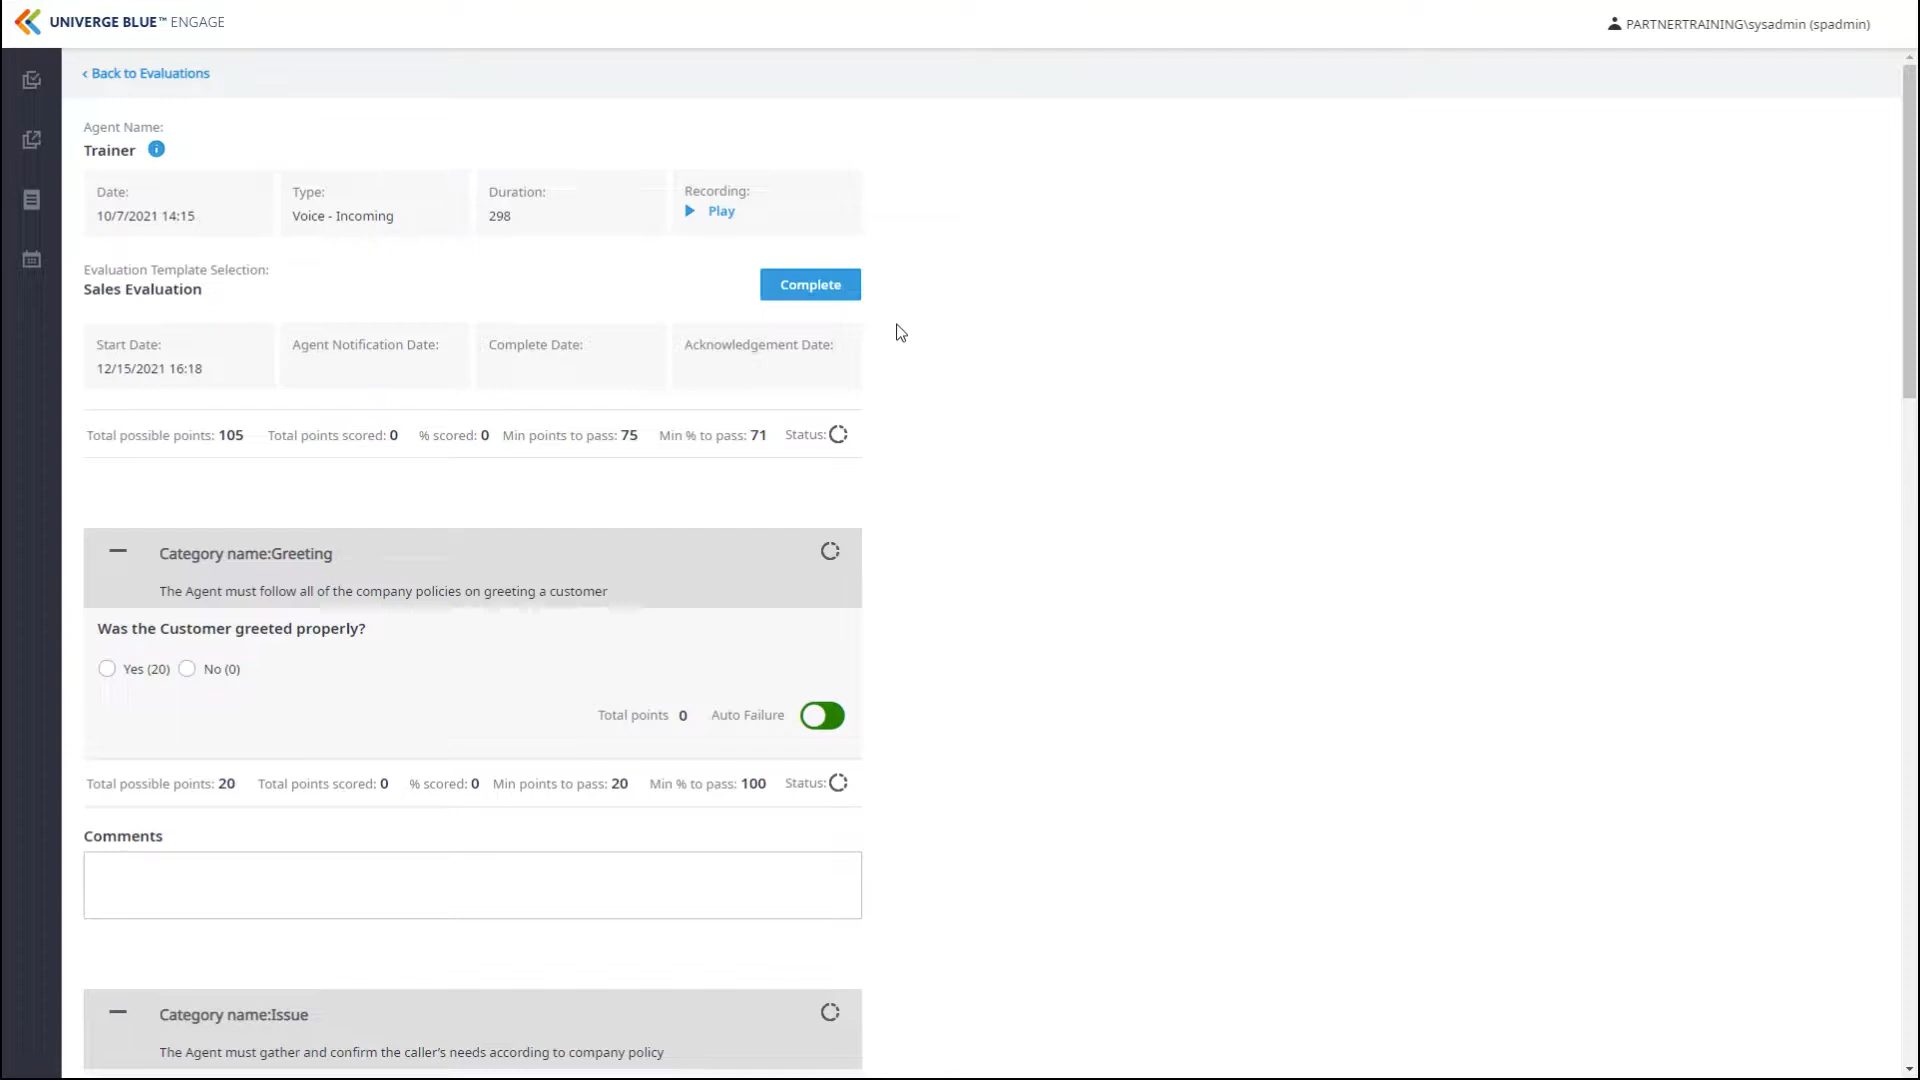 UNIVERGE BLUE™ ENGAGE
PARTNERTRAINING\sysadmin (spadmin)
‹ Back to Evaluations
Agent Name:
Trainer
Date: Type: Duration: Recording:
10/7/2021 14:15 Voice - Incoming 298 Play
Evaluation Template Selection:
Sales Evaluation
Complete
Start Date: Agent Notification Date: Complete Date: Acknowledgement Date:
12/15/2021 16:18
Total possible points: 105 Total points scored: 0 % scored: 0 Min points to pass: 75 Min % to pass: 71 Status:
Category name:Greeting
The Agent must follow all of the company policies on greeting a customer
Was the Customer greeted properly?
Yes (20) No (0)
Total points 0 Auto Failure
Total possible points: 20 Total points scored: 0 % scored: 0 Min points to pass: 20 Min % to pass: 100 Status:
Comments
Category name:Issue
The Agent must gather and confirm the caller's needs according to company policy